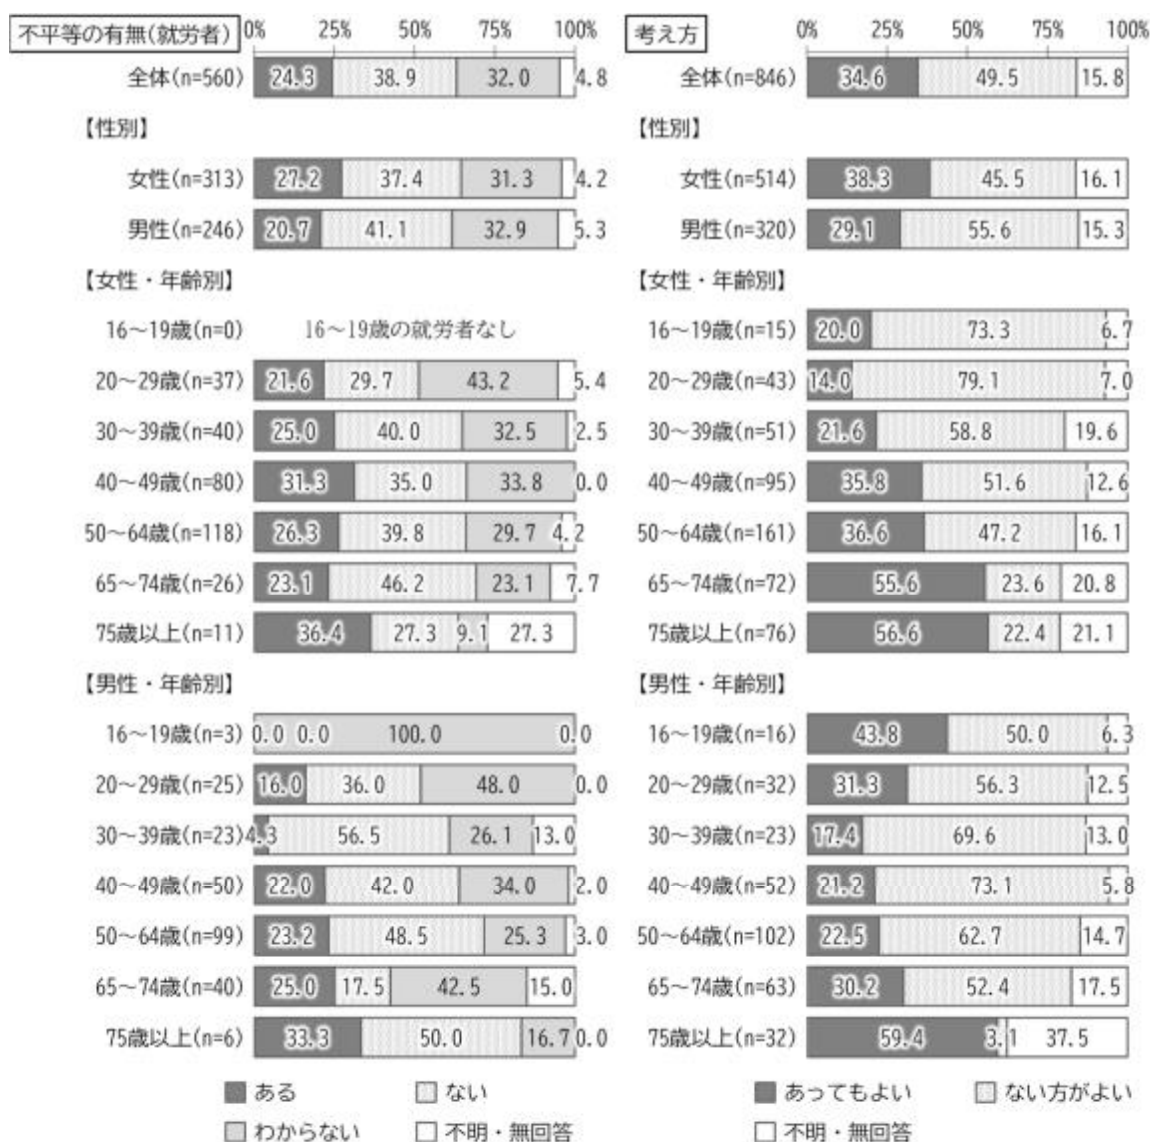 不平等の有無(就労者) 0% 25% 50% 75% 100%
全体(n=560) 24.3 38.9 32.0 4.8
【性別】
女性(n=313) 27.2 37.4 31.3 4.2
男性(n=246) 20.7 41.1 32.9 5.3
【女性・年齢別】
16～19歳(n=0) 16～19歳の就労者なし
20～29歳(n=37) 21.6 29.7 43.2 5.4
30～39歳(n=40) 25.0 40.0 32.5 2.5
40～49歳(n=80) 31.3 35.0 33.8 0.0
50～64歳(n=118) 26.3 39.8 29.7 4.2
65～74歳(n=26) 23.1 46.2 23.1 7.7
75歳以上(n=11) 36.4 27.3 9.1 27.3
【男性・年齢別】
16～19歳(n=3) 0.0 0.0 100.0 0.0
20～29歳(n=25) 16.0 36.0 48.0 0.0
30～39歳(n=23) 4.3 56.5 26.1 13.0
40～49歳(n=50) 22.0 42.0 34.0 2.0
50～64歳(n=99) 23.2 48.5 25.3 3.0
65～74歳(n=40) 25.0 17.5 42.5 15.0
75歳以上(n=6) 33.3 50.0 16.7 0.0
ある ない
わからない 不明・無回答
考え方 0% 25% 50% 75% 100%
全体(n=846) 34.6 49.5 15.8
【性別】
女性(n=514) 38.3 45.5 16.1
男性(n=320) 29.1 55.6 15.3
【女性・年齢別】
16～19歳(n=15) 20.0 73.3 6.7
20～29歳(n=43) 14.0 79.1 7.0
30～39歳(n=51) 21.6 58.8 19.6
40～49歳(n=95) 35.8 51.6 12.6
50～64歳(n=161) 36.6 47.2 16.1
65～74歳(n=72) 55.6 23.6 20.8
75歳以上(n=76) 56.6 22.4 21.1
【男性・年齢別】
16～19歳(n=16) 43.8 50.0 6.3
20～29歳(n=32) 31.3 56.3 12.5
30～39歳(n=23) 17.4 69.6 13.0
40～49歳(n=52) 21.2 73.1 5.8
50～64歳(n=102) 22.5 62.7 14.7
65～74歳(n=63) 30.2 52.4 17.5
75歳以上(n=32) 59.4 3.1 37.5
あってもよい ない方がよい
不明・無回答